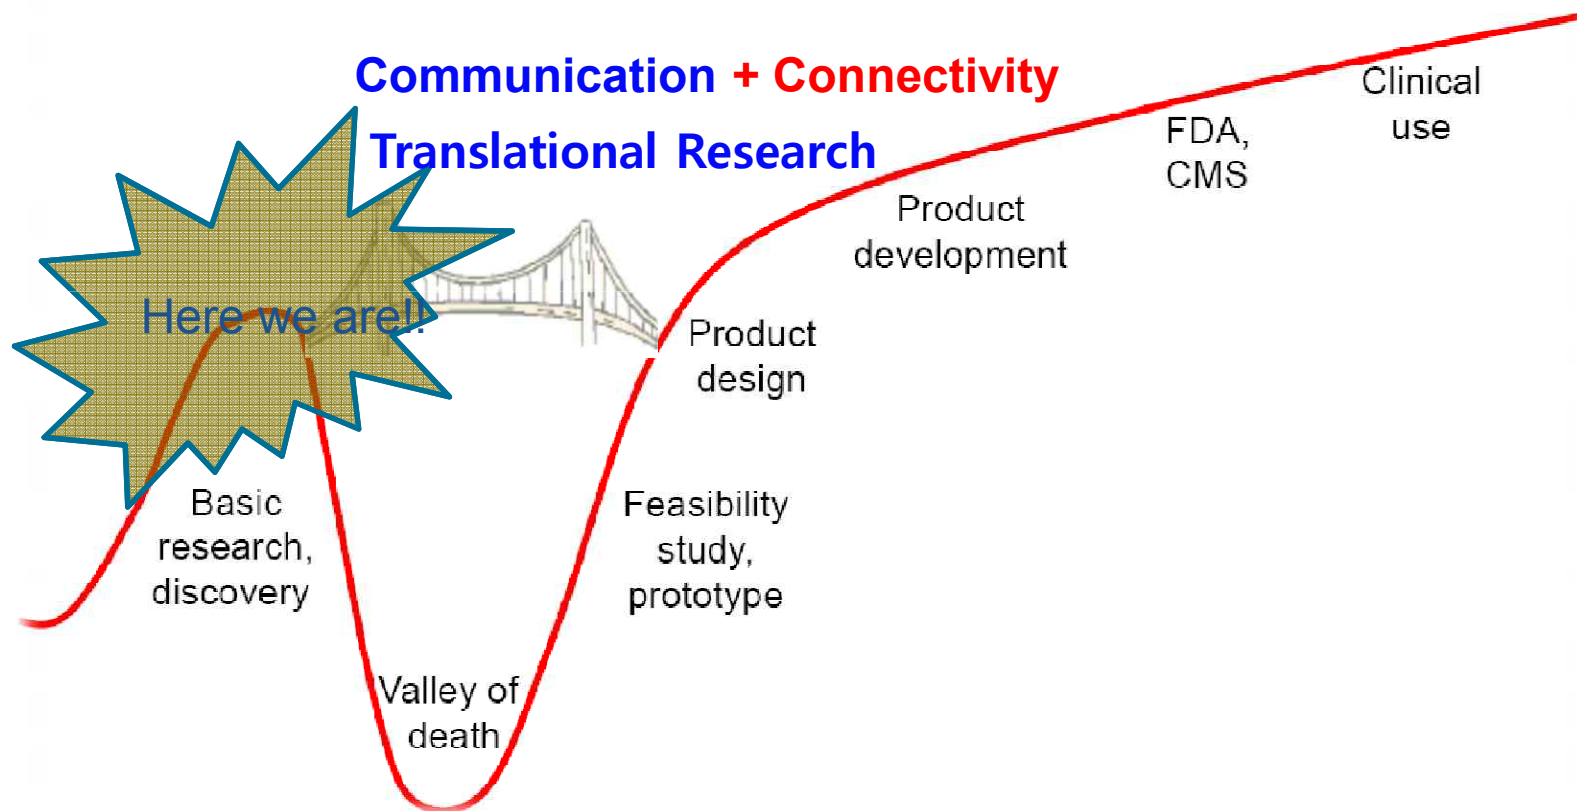 Communication + Connectivity
Translational Research
Here we are!!
Basic
research,
discovery
Valley of
death
Feasibility
study,
prototype
Product
design
Product
development
FDA,
CMS
Clinical
use